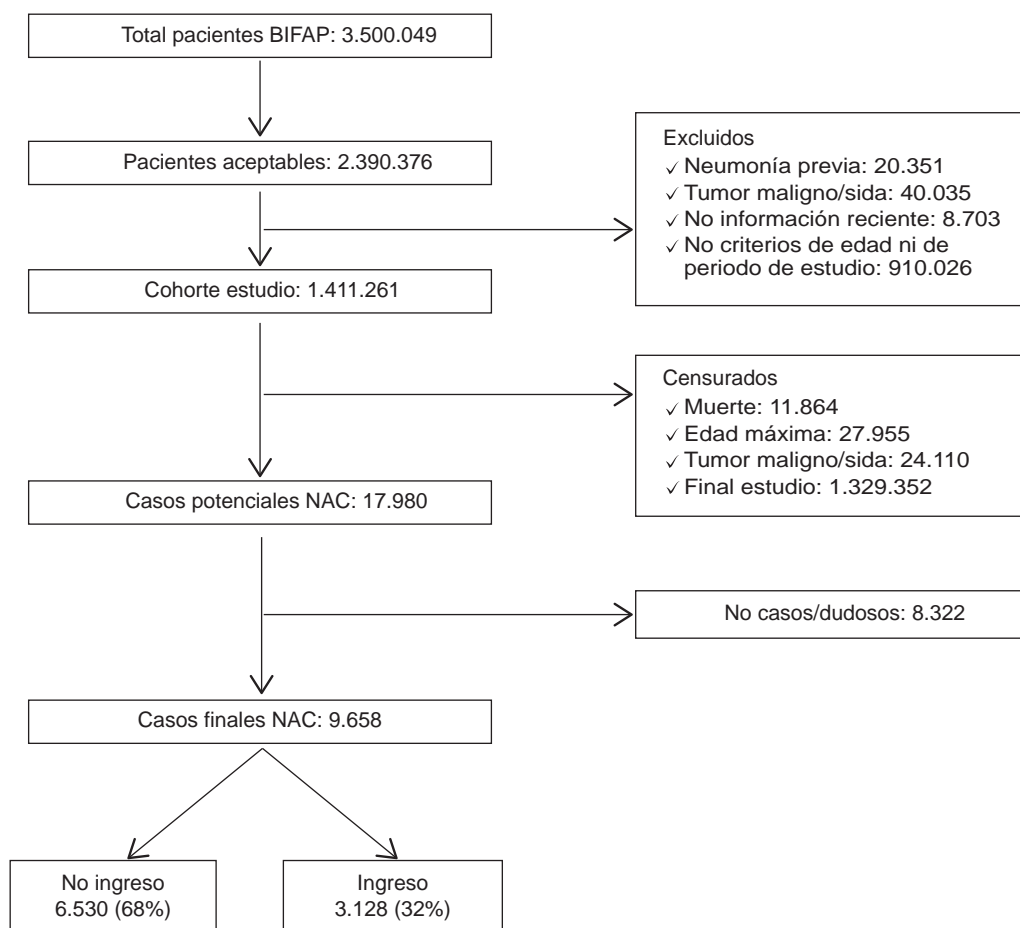 Total pacientes BIFAP: 3.500.049
Pacientes aceptables: 2.390.376
Excluidos
✓ Neumonía previa: 20.351
✓ Tumor maligno/sida: 40.035
✓ No información reciente: 8.703
✓ No criterios de edad ni de
periodo de estudio: 910.026
Cohorte estudio: 1.411.261
Censurados
✓ Muerte: 11.864
✓ Edad máxima: 27.955
✓ Tumor maligno/sida: 24.110
✓ Final estudio: 1.329.352
Casos potenciales NAC: 17.980
No casos/dudosos: 8.322
Casos finales NAC: 9.658
No ingreso
6.530 (68%)
Ingreso
3.128 (32%)